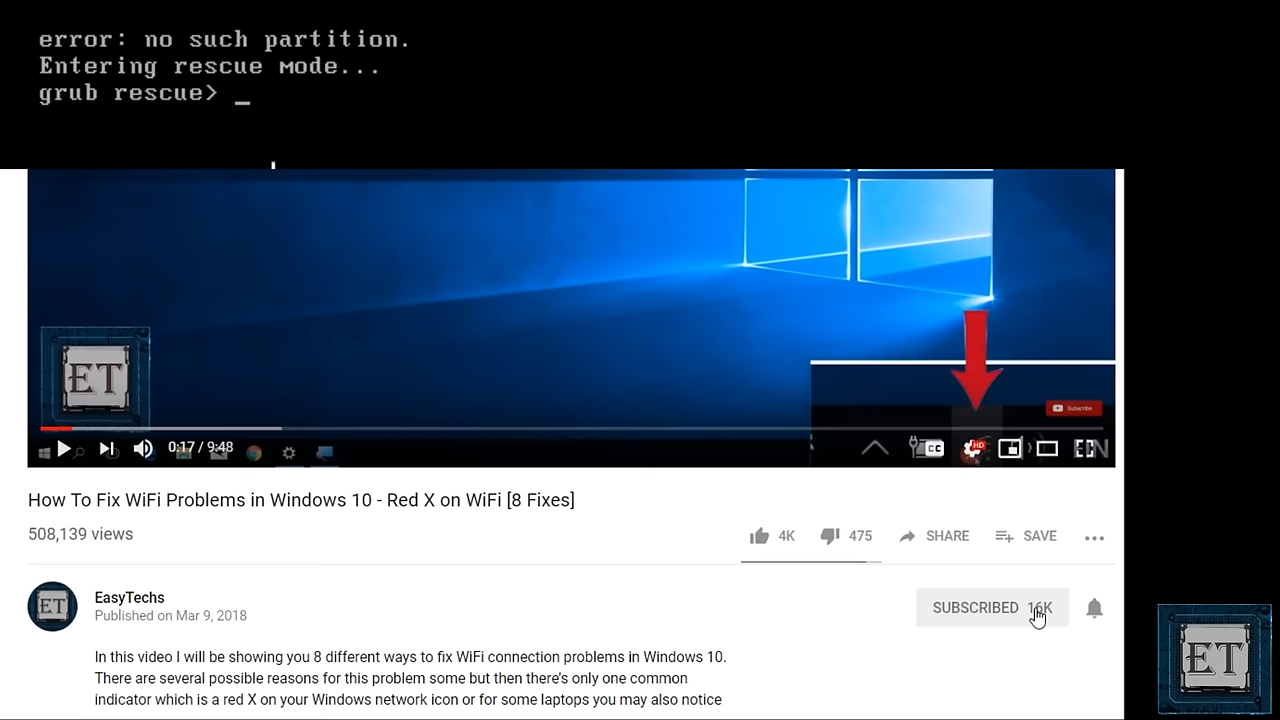 error: no such partition.
Entering rescue mode...
grub rescue> _
ET
Subscribe
0:17 / 9:48
CC
HD
How To Fix WiFi Problems in Windows 10 - Red X on WiFi [8 Fixes]
508,139 views
4K 475 SHARE SAVE
ET
EasyTechs
Published on Mar 9, 2018
SUBSCRIBED 16K
In this video I will be showing you 8 different ways to fix WiFi connection problems in Windows 10.
There are several possible reasons for this problem some but then there's only one common
indicator which is a red X on your Windows network icon or for some laptops you may also notice
ET